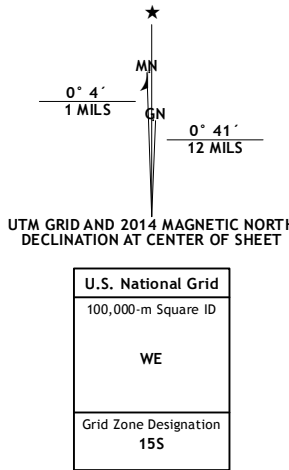 ★
MN
0° 4´
1 MILS
GN
0° 41´
12 MILS
UTM GRID AND 2014 MAGNETIC NORTH
DECLINATION AT CENTER OF SHEET
U.S. National Grid
100,000-m Square ID
WE
Grid Zone Designation
15S